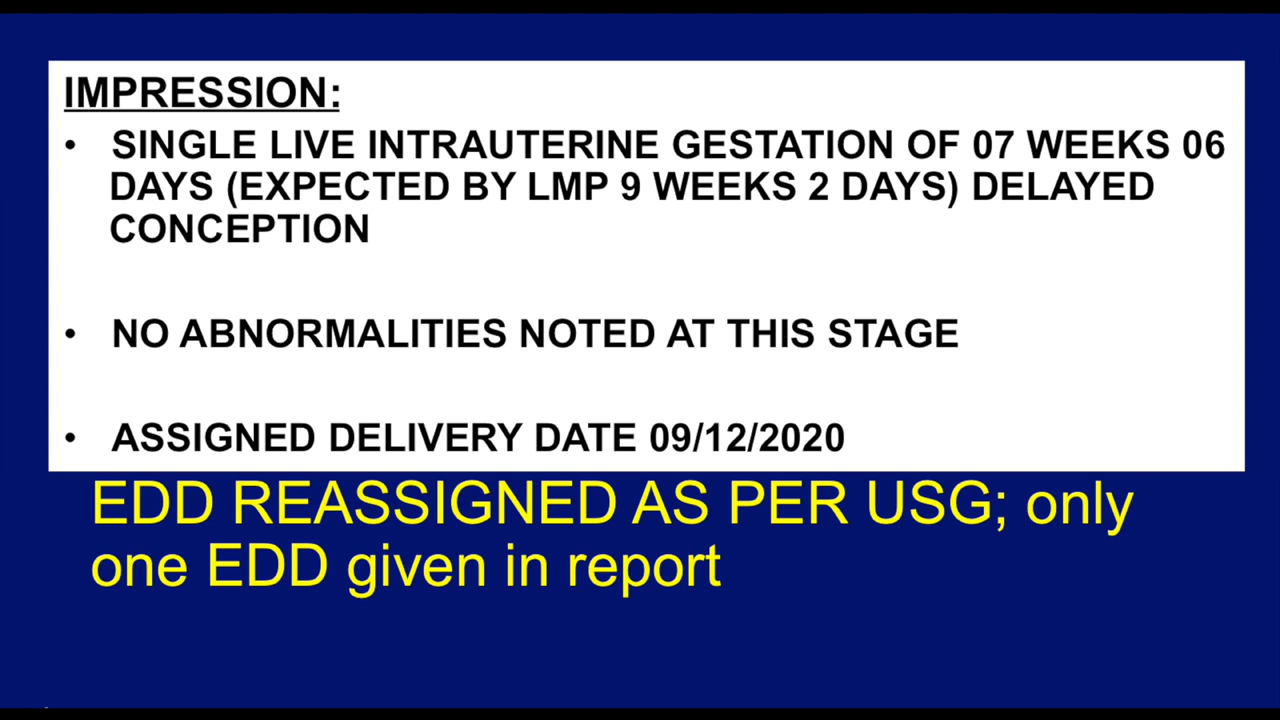 IMPRESSION:
• SINGLE LIVE INTRAUTERINE GESTATION OF 07 WEEKS 06
DAYS (EXPECTED BY LMP 9 WEEKS 2 DAYS) DELAYED
CONCEPTION
• NO ABNORMALITIES NOTED AT THIS STAGE
• ASSIGNED DELIVERY DATE 09/12/2020
EDD REASSIGNED AS PER USG; only
one EDD given in report